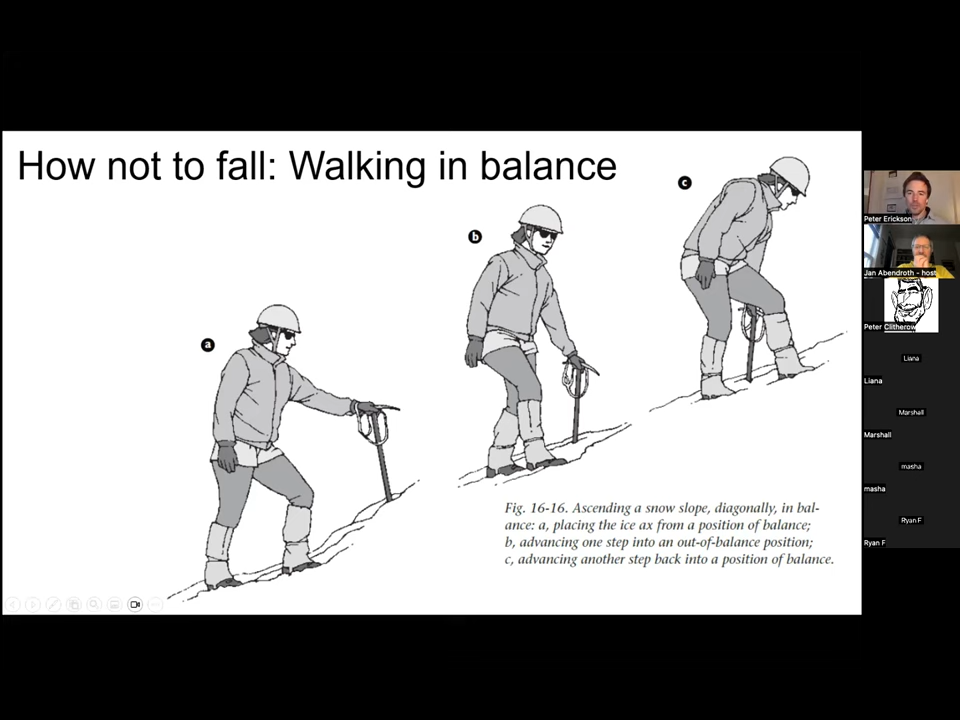 How not to fall: Walking in balance
a
b
c
Fig. 16-16. Ascending a snow slope, diagonally, in bal-
ance: a, placing the ice ax from a position of balance;
b, advancing one step into an out-of-balance position;
c, advancing another step back into a position of balance.
Peter Erickson
Jan Abendroth - host
Peter Clitherow
Liana
Liana
Marshall
Marshall
masha
masha
Ryan F
Ryan F